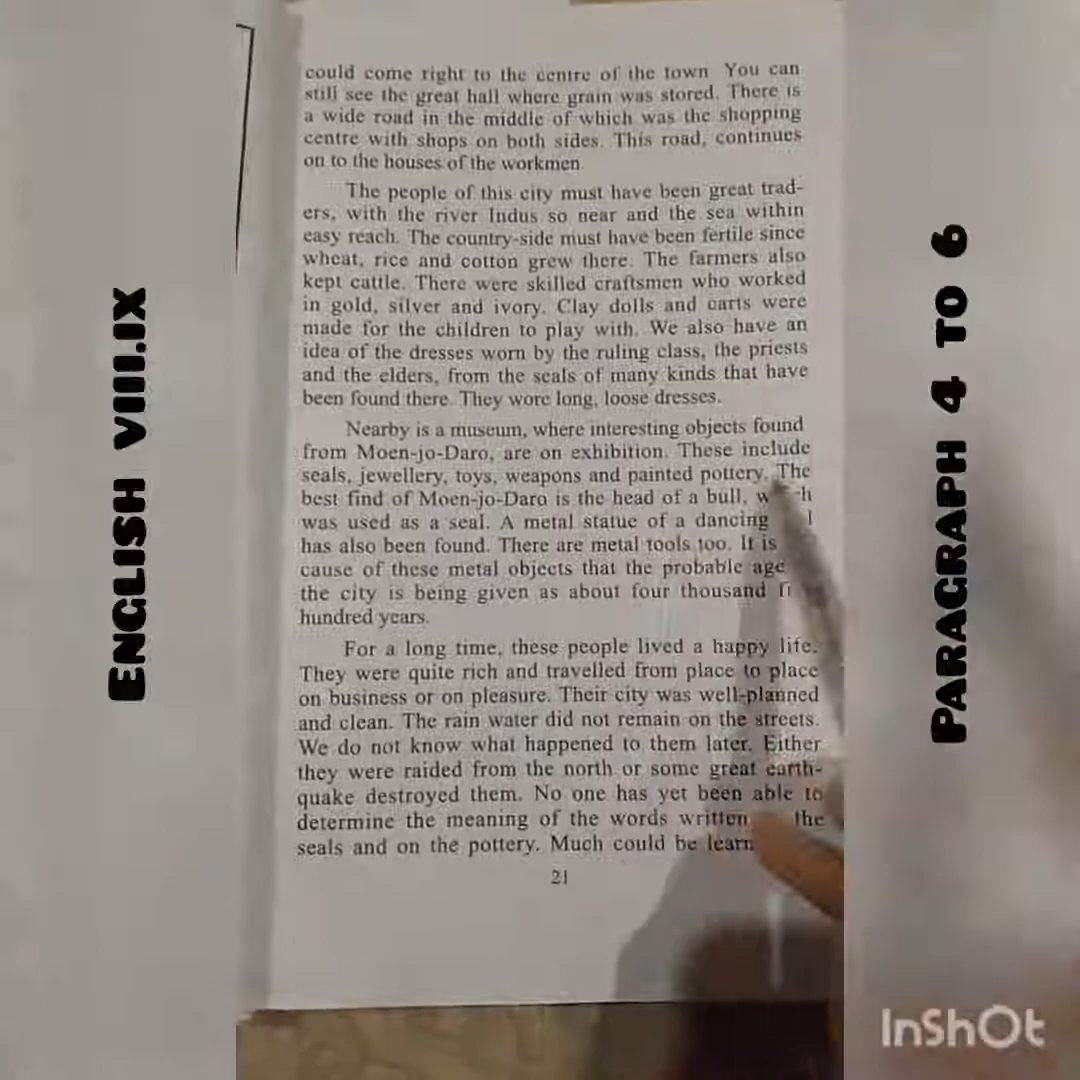 could come right to the centre of the town You can
still see the great hall where grain was stored. There is
a wide road in the middle of which was the shopping
centre with shops on both sides. This road, continues
on to the houses of the workmen.
The people of this city must have been great trad-
ers, with the river Indus so near and the sea within
easy reach. The country-side must have been fertile since
wheat, rice and cotton grew there. The farmers also
kept cattle. There were skilled craftsmen who worked
in gold, silver and ivory. Clay dolls and carts were
made for the children to play with. We also have an
idea of the dresses worn by the ruling class, the priests
and the elders, from the seals of many kinds that have
been found there. They wore long, loose dresses.
Nearby is a museum, where interesting objects found
from Moen-jo-Daro, are on exhibition. These include
seals, jewellery, toys, weapons and painted pottery. The
best find of Moen-jo-Daro is the head of a bull,
was used as a seal. A metal statue of a dancing
has also been found. There are metal tools too. It is
cause of these metal objects that the probable age
the city is being given as about four thousand
hundred years.
For a long time, these people lived a happy life.
They were quite rich and travelled from place to place
on business or on pleasure. Their city was well-planned
and clean. The rain water did not remain on the streets.
We do not know what happened to them later. Either
they were raided from the north or some great earth-
quake destroyed them. No one has yet been able to
determine the meaning of the words written the
seals and on the pottery. Much could be learn
21
ENGLISH VIII.IX
PARAGRAPH 4 TO 6
InShOt